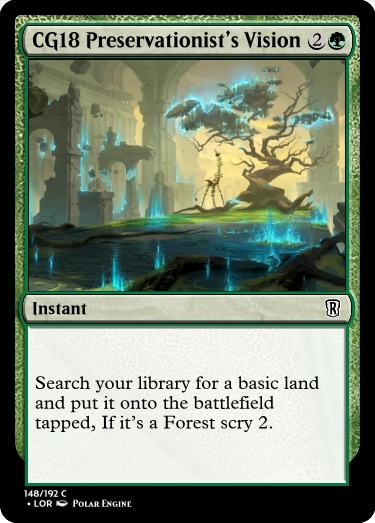 CG18 Preservationist's Vision 2
Instant R
Search your library for a basic land
and put it onto the battlefield
tapped, If it's a Forest scry 2.
148/192 C
• LOR Polar Engine